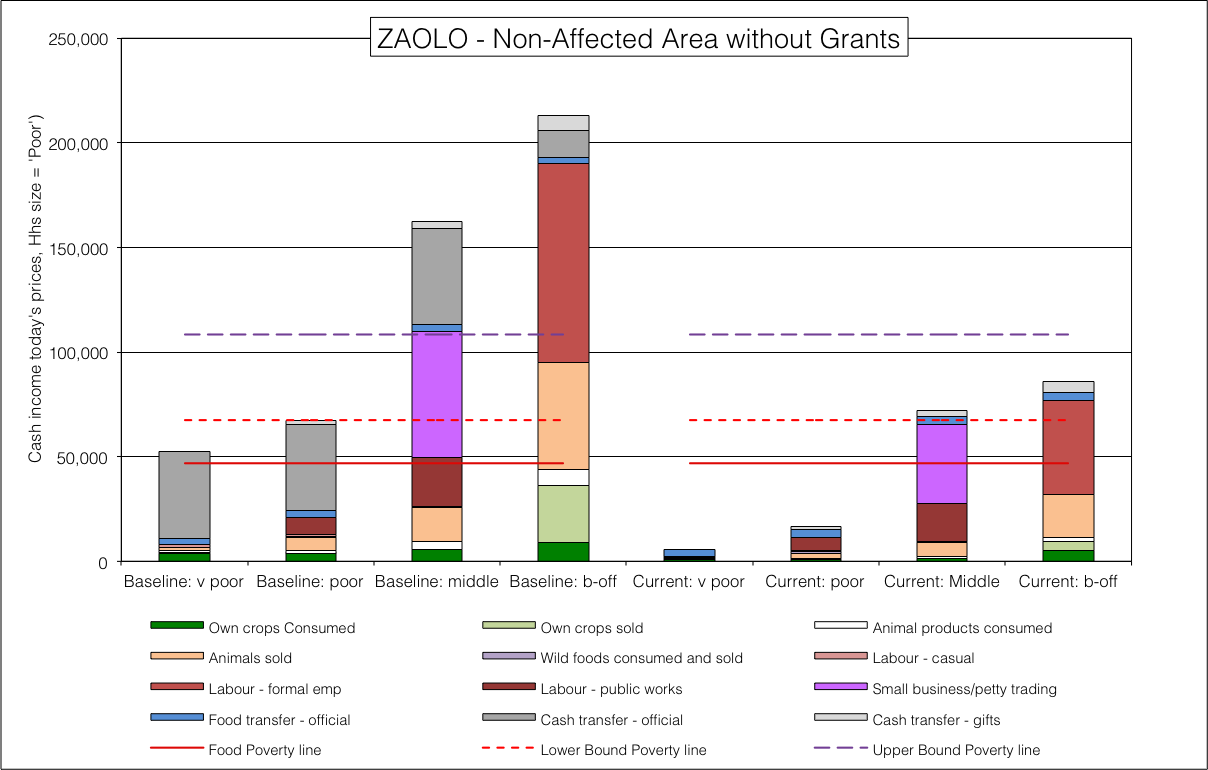 ZAOLO - Non-Affected Area without Grants
Cash income today's prices, Hhs size = 'Poor')
250,000
200,000
150,000
100,000
50,000
0
Baseline: v poor Baseline: poor Baseline: middle Baseline: b-off Current: v poor Current: poor Current: Middle Current: b-off
Own crops Consumed Own crops sold Animal products consumed
Animals sold Wild foods consumed and sold Labour - casual
Labour - formal emp Labour - public works Small business/petty trading
Food transfer - official Cash transfer - official Cash transfer - gifts
Food Poverty line Lower Bound Poverty line Upper Bound Poverty line